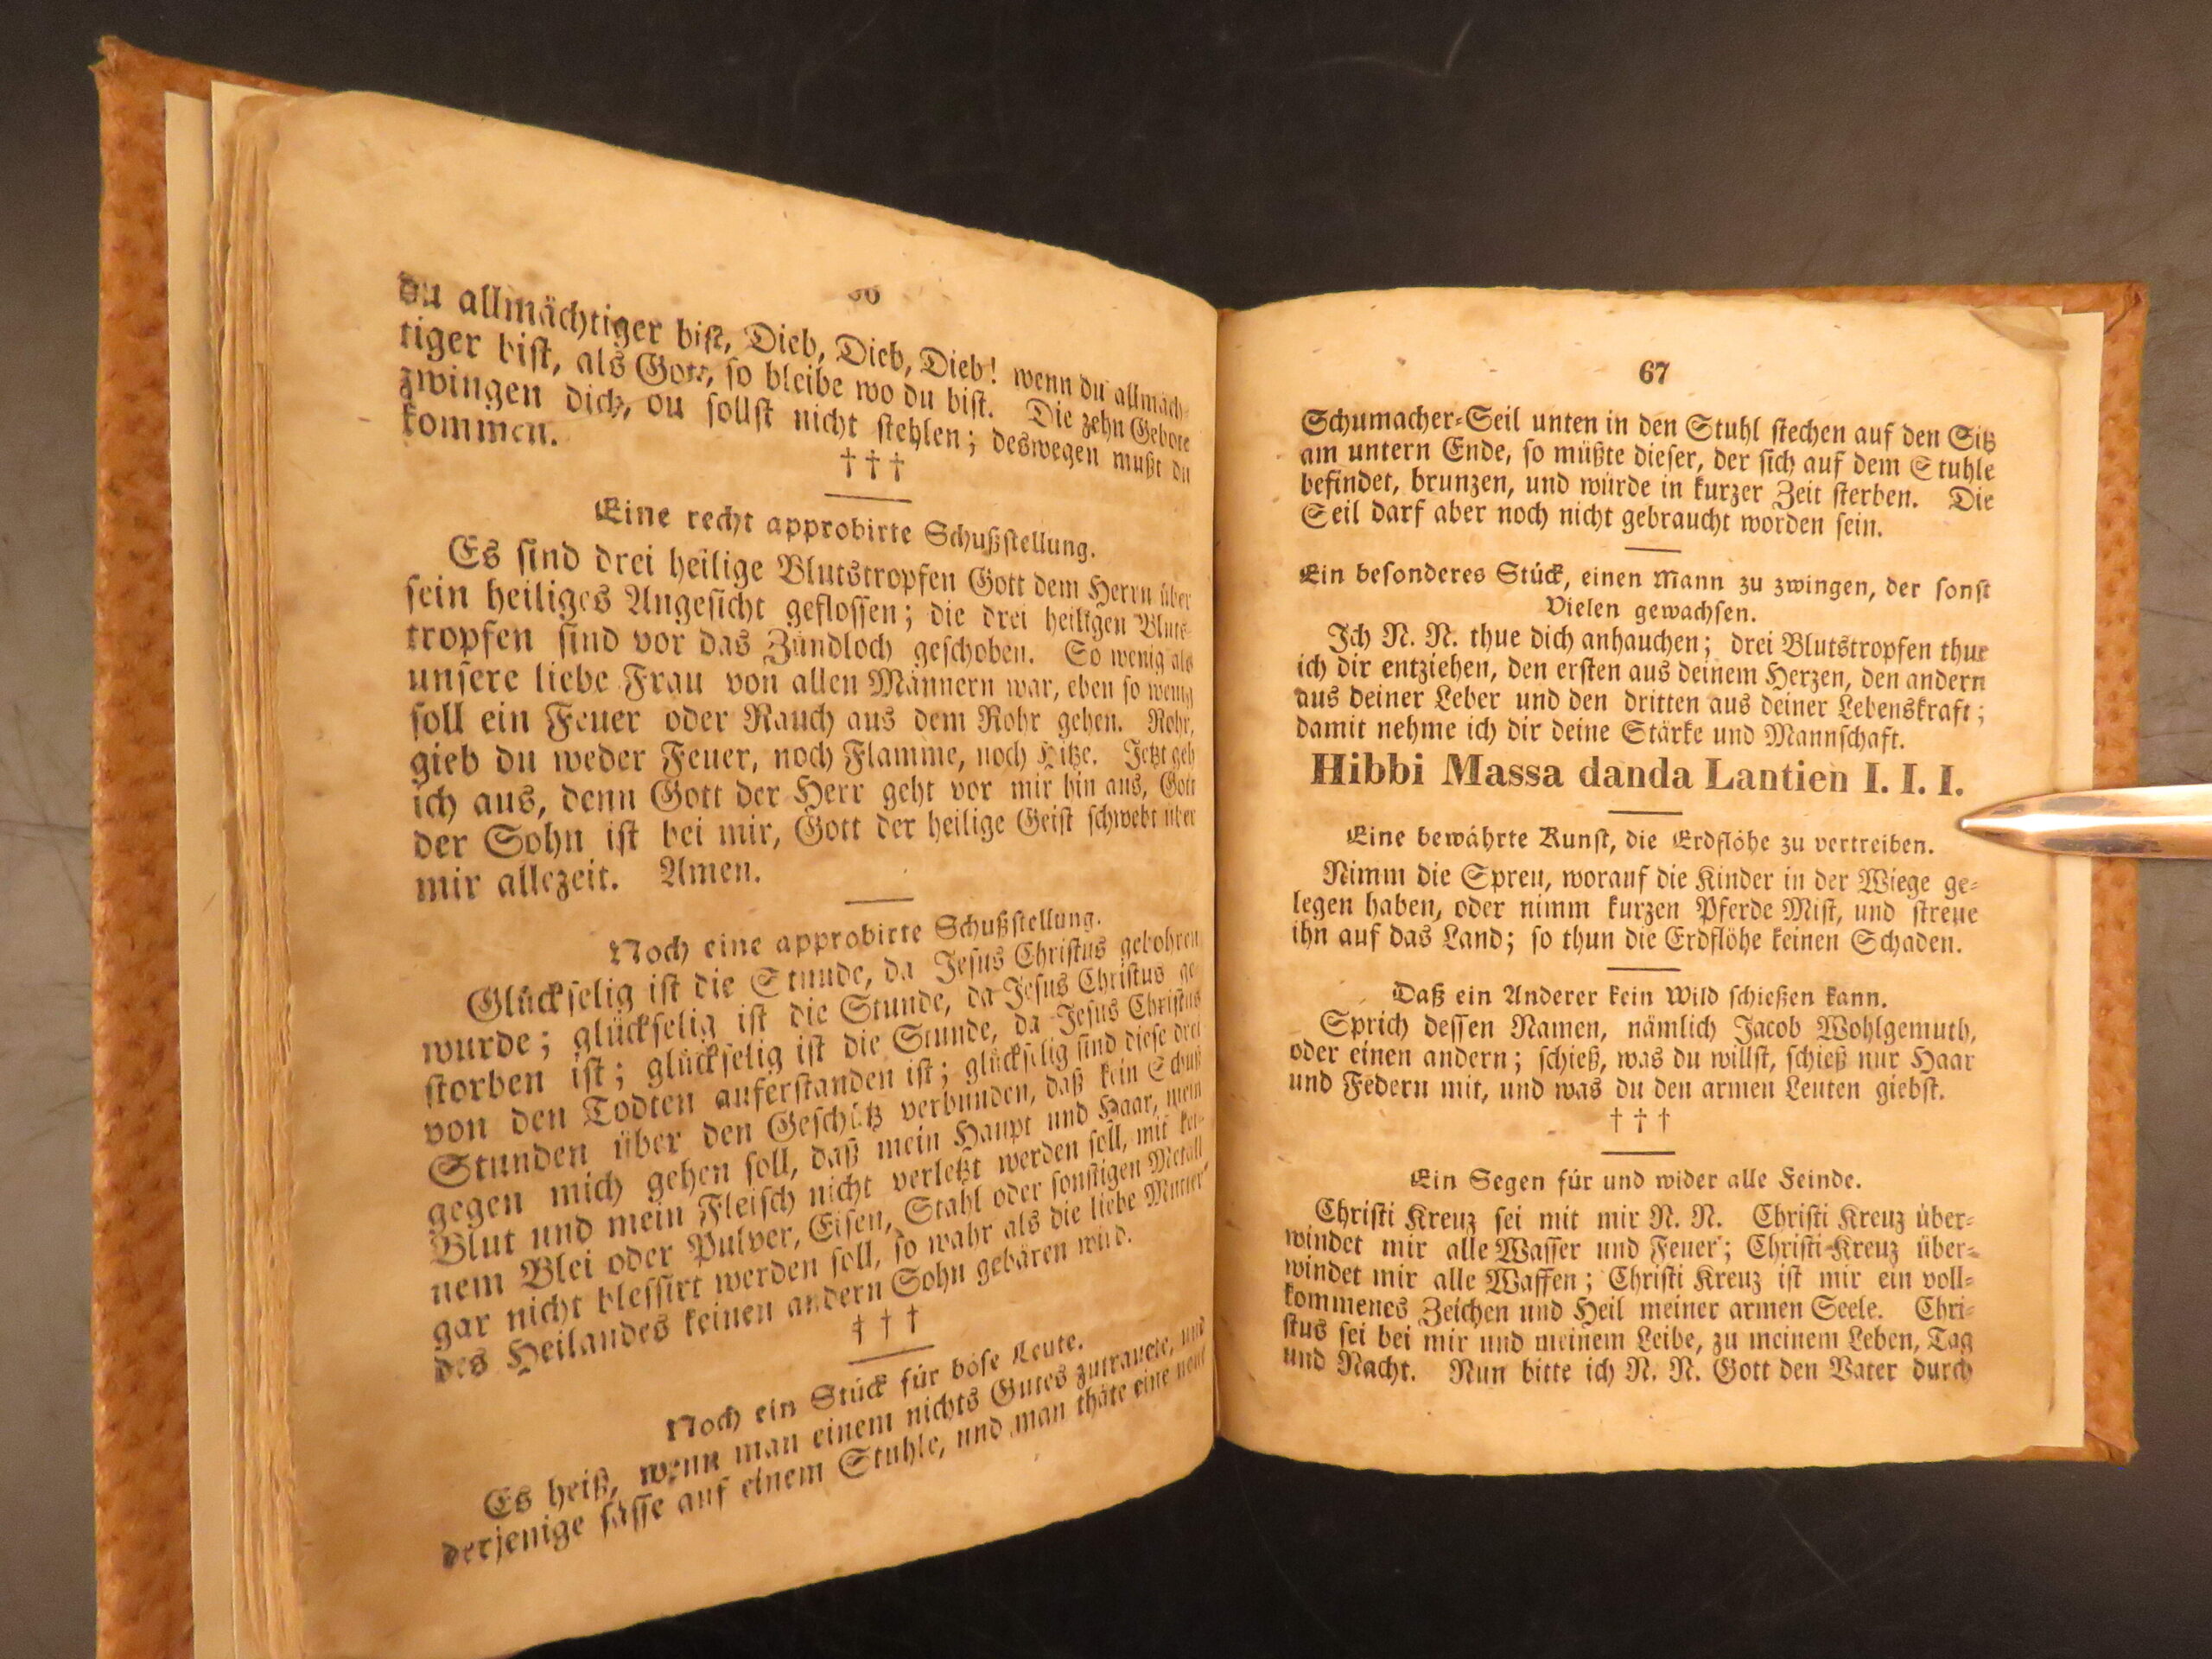 66
du allmächtiger bist, Dieb, Dieb, Dieb! wenn du allmäch-
tiger bist, als Gott, so bleibe wo du bist. Die zehn Gebote
zwingen dich, du sollst nicht stehlen; deswegen mußt du
kommen.
† † †
Eine recht approbirte Schußstellung.
Es sind drei heilige Blutstropfen Gott dem Herrn über
sein heiliges Angesicht geflossen; die drei heiligen Bluts-
tropfen sind vor das Zündloch geschoben. So wenig als
unsere liebe Frau von allen Männern war, eben so wenig
soll ein Feuer oder Rauch aus dem Rohr gehen. Rohr,
gieb du weder Feuer, noch Flamme, noch Hitze. Jetzt geh
ich aus, denn Gott der Herr geht vor mir hin aus, Gott
der Sohn ist bei mir, Gott der heilige Geist schwebt über
mir allezeit. Amen.
Noch eine approbirte Schußstellung.
Glückselig ist die Stunde, da Jesus Christus gebohren
wurde; glückselig ist die Stunde, da Jesus Christus ge-
storben ist; glückselig ist die Stunde, da Jesus Christus
von den Todten auferstanden ist; glückselig sind diese drei
Stunden über den Geschütz verbunden, daß kein Schuß
gegen mich gehen soll, daß mein Haupt und Haar, mein
Blut und mein Fleisch nicht verletzt werden soll, mit kei-
nem Blei oder Pulver, Eisen, Stahl oder sonstigen Metall,
gar nicht blessirt werden soll, so wahr als die liebe Mutter
des Heilandes keinen andern Sohn gebären wird.
† † †
Noch ein Stück für böse Leute.
Es heiß, wenn man einem nichts Gutes zutrauete, und
derjenige sässe auf einem Stuhle, und man thäte eine neue
67
Schumacher-Seil unten in den Stuhl stechen auf den Sitz
am untern Ende, so müßte dieser, der sich auf dem Stuhle
befindet, brunzen, und würde in kurzer Zeit sterben. Die
Seil darf aber noch nicht gebraucht worden sein.
Ein besonderes Stück, einen Mann zu zwingen, der sonst
Vielen gewachsen.
Ich N. N. thue dich anhauchen; drei Blutstropfen thue
ich dir entziehen, den ersten aus deinem Herzen, den andern
aus deiner Leber und den dritten aus deiner Lebenskraft;
damit nehme ich dir deine Stärke und Mannschaft.
Hibbi Massa danda Lantien I. I. I.
Eine bewährte Kunst, die Erdflöhe zu vertreiben.
Nimm die Spreu, worauf die Kinder in der Wiege ge-
legen haben, oder nimm kurzen Pferde Mist, und streue
ihn auf das Land; so thun die Erdflöhe keinen Schaden.
Daß ein Anderer kein Wild schießen kann.
Sprich dessen Namen, nämlich Jacob Wohlgemuth,
oder einen andern; schieß, was du willst, schieß nur Haar
und Federn mit, und was du den armen Leuten giebst.
† † †
Ein Segen für und wider alle Feinde.
Christi Kreuz sei mit mir N. N. Christi Kreuz über-
windet mir alle Wasser und Feuer; Christi Kreuz über-
windet mir alle Waffen; Christi Kreuz ist mir ein voll-
kommenes Zeichen und Heil meiner armen Seele. Chri-
stus sei bei mir und meinem Leibe, zu meinem Leben, Tag
und Nacht. Nun bitte ich N. N. Gott den Vater durch